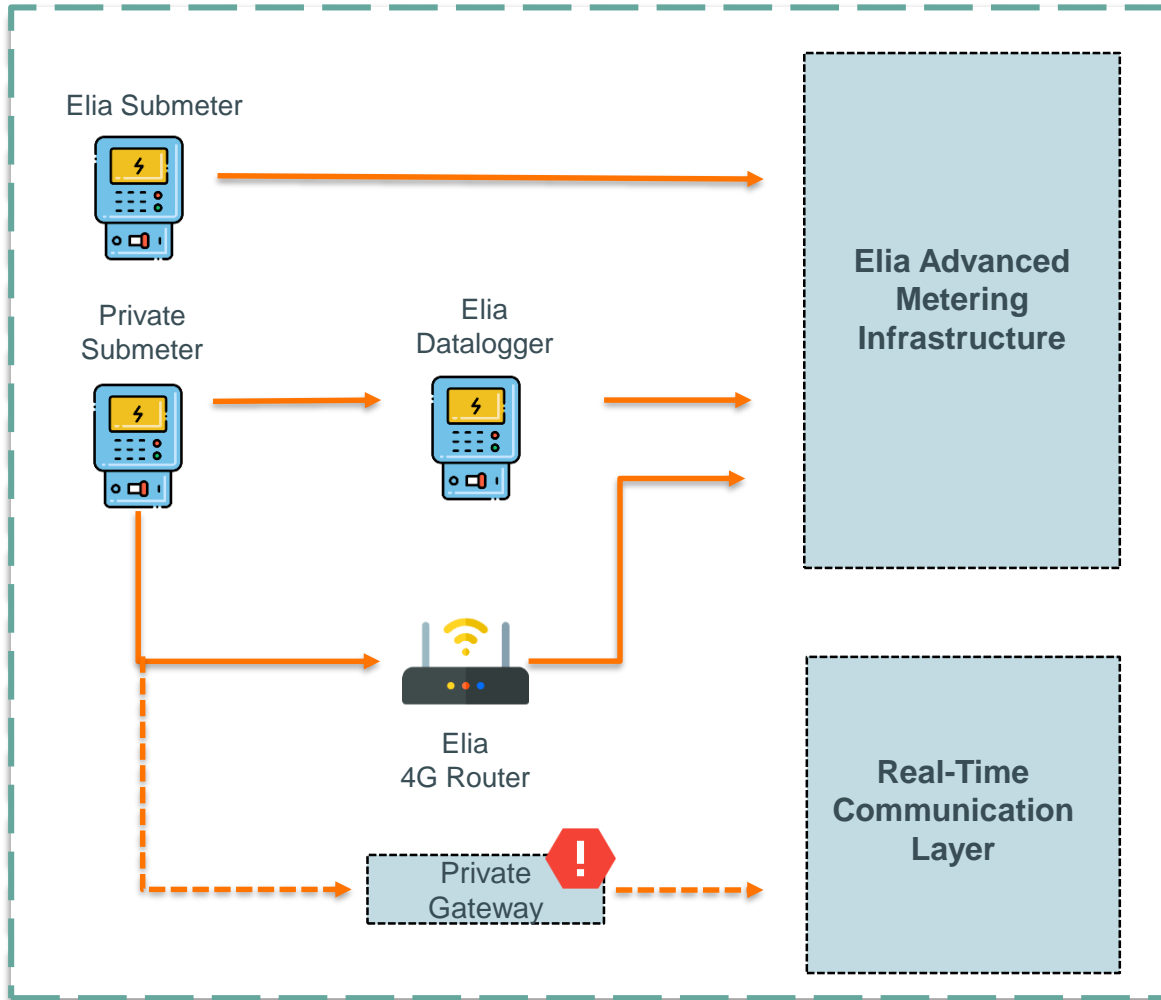 Elia Submeter
Elia Advanced
Metering
Infrastructure
Private
Submeter
Elia
Datalogger
Elia
4G Router
Real-Time
Communication
Layer
Private
Gateway
!